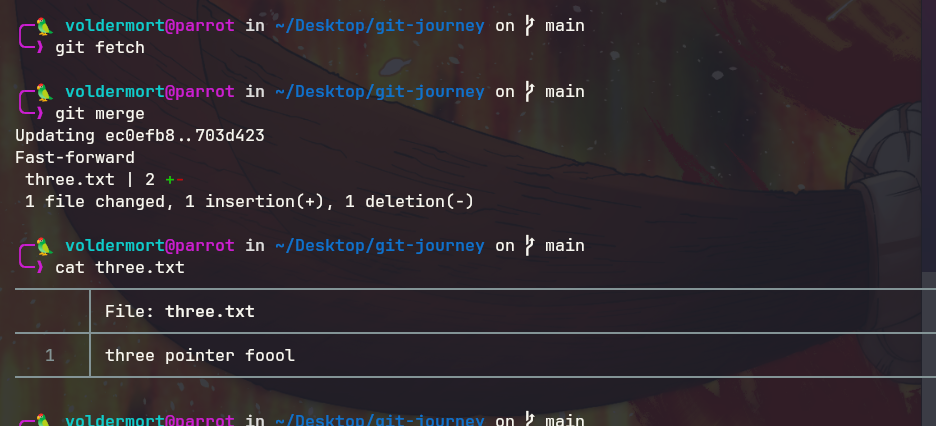 voldermort@parrot in ~/Desktop/git-journey on main
git fetch
voldermort@parrot in ~/Desktop/git-journey on main
git merge
Updating ec0efb8..703d423
Fast-forward
three.txt | 2 +-
1 file changed, 1 insertion(+), 1 deletion(-)
voldermort@parrot in ~/Desktop/git-journey on main
cat three.txt
File: three.txt
1 three pointer foool
voldermort@parrot in ~/Desktop/git-journey on main